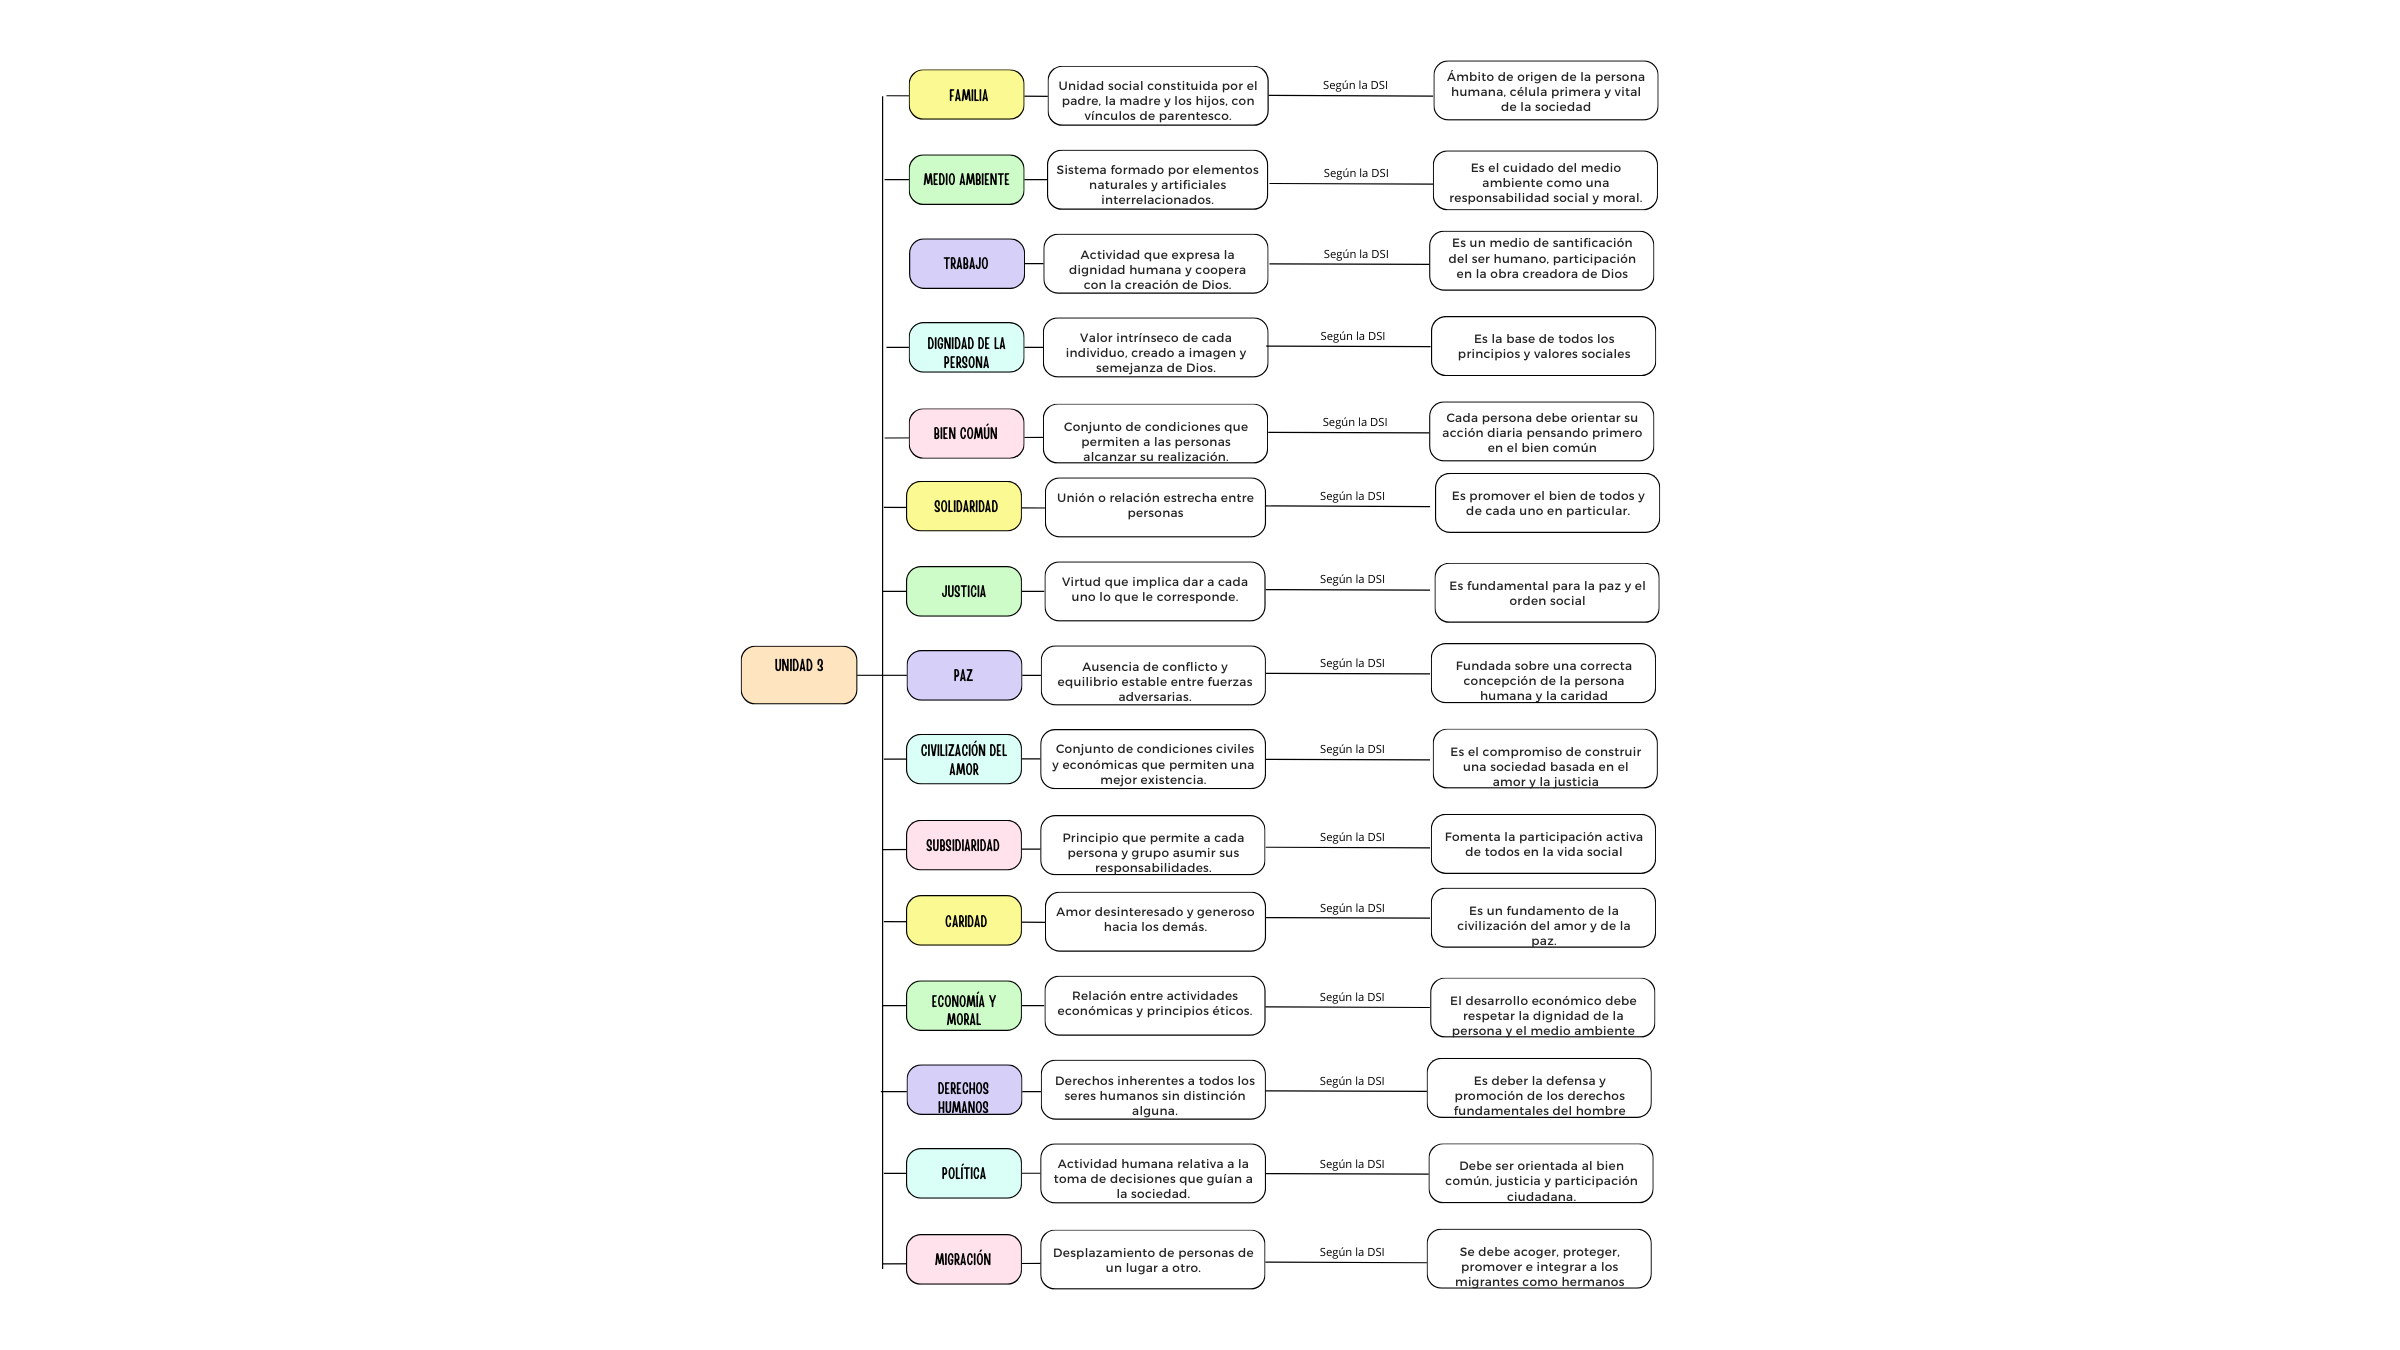 FAMILIA
Unidad social constituida por el
padre, la madre y los hijos, con
vínculos de parentesco.
Según la DSI
Ámbito de origen de la persona
humana, célula primera y vital
de la sociedad
MEDIO AMBIENTE
Sistema formado por elementos
naturales y artificiales
interrelacionados.
Según la DSI
Es el cuidado del medio
ambiente como una
responsabilidad social y moral.
TRABAJO
Actividad que expresa la
dignidad humana y coopera
con la creación de Dios.
Según la DSI
Es un medio de santificación
del ser humano, participación
en la obra creadora de Dios
DIGNIDAD DE LA
PERSONA
Valor intrínseco de cada
individuo, creado a imagen y
semejanza de Dios.
Según la DSI
Es la base de todos los
principios y valores sociales
BIEN COMÚN
Conjunto de condiciones que
permiten a las personas
alcanzar su realización.
Según la DSI
Cada persona debe orientar su
acción diaria pensando primero
en el bien común
SOLIDARIDAD
Unión o relación estrecha entre
personas
Según la DSI
Es promover el bien de todos y
de cada uno en particular.
JUSTICIA
Virtud que implica dar a cada
uno lo que le corresponde.
Según la DSI
Es fundamental para la paz y el
orden social
UNIDAD 3
PAZ
Ausencia de conflicto y
equilibrio estable entre fuerzas
adversarias.
Según la DSI
Fundada sobre una correcta
concepción de la persona
humana y la caridad
CIVILIZACIÓN DEL
AMOR
Conjunto de condiciones civiles
y económicas que permiten una
mejor existencia.
Según la DSI
Es el compromiso de construir
una sociedad basada en el
amor y la justicia
SUBSIDIARIDAD
Principio que permite a cada
persona y grupo asumir sus
responsabilidades.
Según la DSI
Fomenta la participación activa
de todos en la vida social
CARIDAD
Amor desinteresado y generoso
hacia los demás.
Según la DSI
Es un fundamento de la
civilización del amor y de la
paz.
ECONOMÍA Y
MORAL
Relación entre actividades
económicas y principios éticos.
Según la DSI
El desarrollo económico debe
respetar la dignidad de la
persona y el medio ambiente
DERECHOS
HUMANOS
Derechos inherentes a todos los
seres humanos sin distinción
alguna.
Según la DSI
Es deber la defensa y
promoción de los derechos
fundamentales del hombre
POLÍTICA
Actividad humana relativa a la
toma de decisiones que guían a
la sociedad.
Según la DSI
Debe ser orientada al bien
común, justicia y participación
ciudadana.
MIGRACIÓN
Desplazamiento de personas de
un lugar a otro.
Según la DSI
Se debe acoger, proteger,
promover e integrar a los
migrantes como hermanos